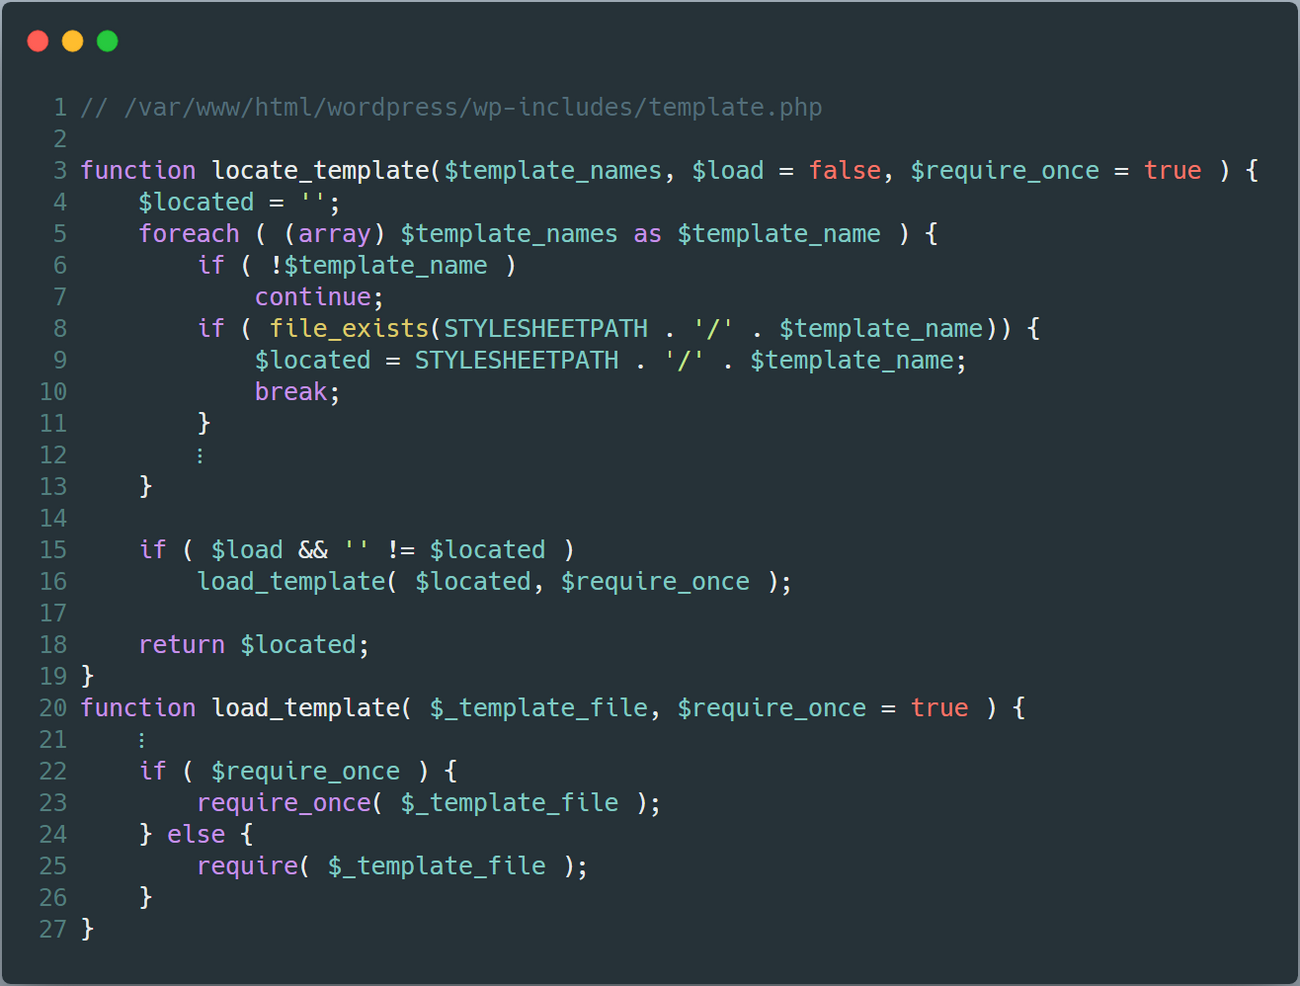 1 // /var/www/html/wordpress/wp-includes/template.php
2
3 function locate_template($template_names, $load = false, $require_once = true ) {
4     $located = '';
5     foreach ( (array) $template_names as $template_name ) {
6         if ( !$template_name )
7             continue;
8         if ( file_exists(STYLESHEETPATH . '/' . $template_name)) {
9             $located = STYLESHEETPATH . '/' . $template_name;
10             break;
11         }
12         ⋮
13     }
14
15     if ( $load && '' != $located )
16         load_template( $located, $require_once );
17
18     return $located;
19 }
20 function load_template( $_template_file, $require_once = true ) {
21     ⋮
22     if ( $require_once ) {
23         require_once( $_template_file );
24     } else {
25         require( $_template_file );
26     }
27 }